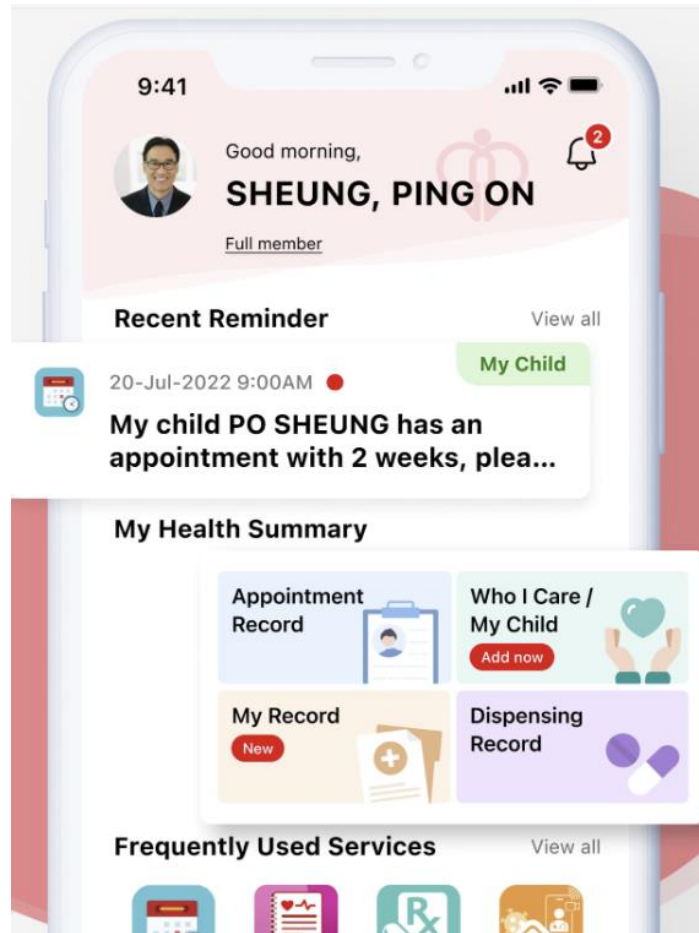 9:41
2
Good morning,
SHEUNG, PING ON
Full member
Recent Reminder
View all
My Child
20-Jul-2022 9:00AM
My child PO SHEUNG has an
appointment with 2 weeks, plea...
My Health Summary
Appointment
Record
Who I Care /
My Child
Add now
My Record
New
Dispensing
Record
Frequently Used Services
View all
Rx